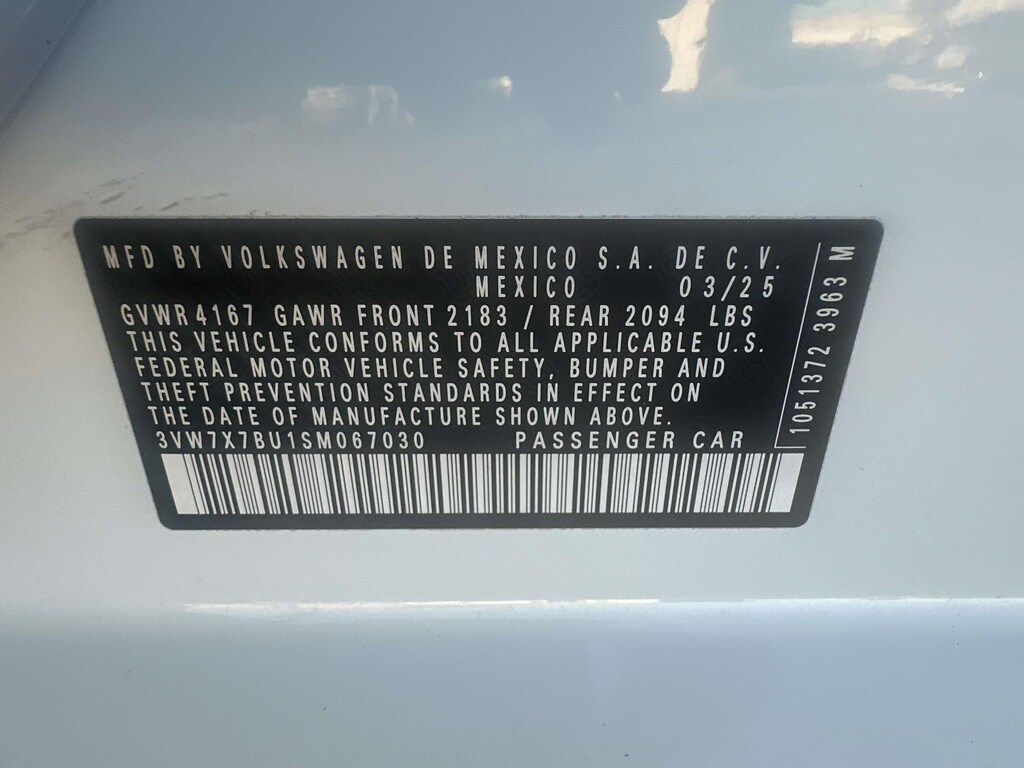 MFD BY VOLKSWAGEN DE MEXICO S.A. DE C.V.
MEXICO 03/25
GVWR 4167 GAWR FRONT 2183 / REAR 2094 LBS
THIS VEHICLE CONFORMS TO ALL APPLICABLE U.S.
FEDERAL MOTOR VEHICLE SAFETY, BUMPER AND
THEFT PREVENTION STANDARDS IN EFFECT ON
THE DATE OF MANUFACTURE SHOWN ABOVE.
3VW7X7BU1SM067030 PASSENGER CAR
1051372 3963 M